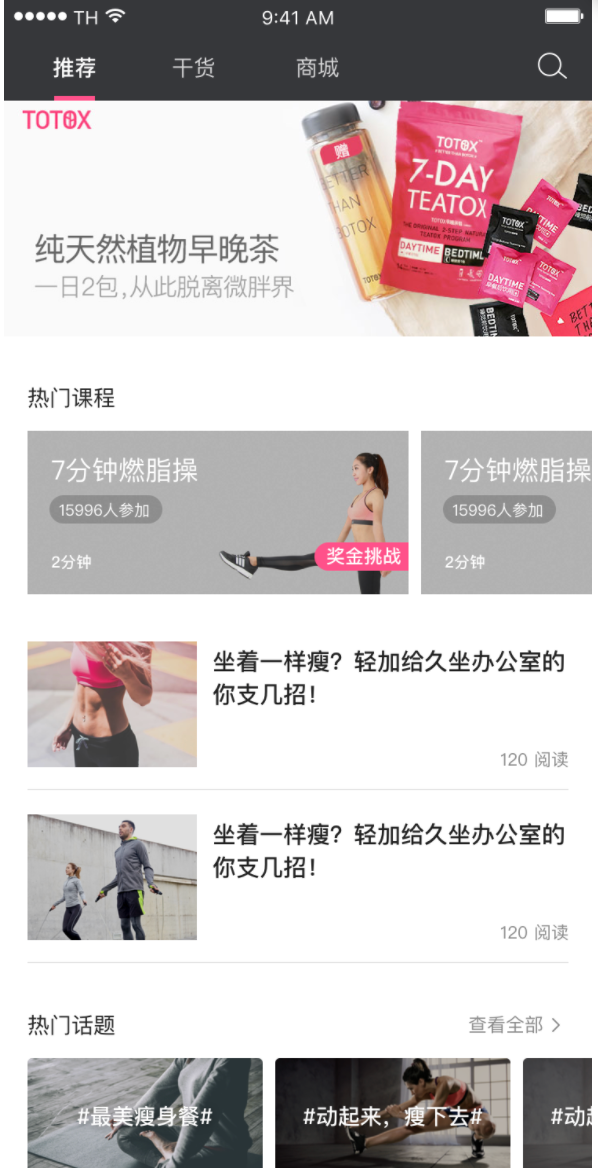 TH
9:41 AM
推荐
干货
商城
TOTOX
赠
BETTER
THAN
BOTOX
TOTOX
7-DAY
TEATOX
THE ORIGINAL 2-STEP NATURAL
TEATOX PROGRAM
DAYTIME
BEDTIME
TOTOX
TOTOX
DAYTIME
TOTOX
BEDTIME
纯天然植物早晚茶
一日2包,从此脱离微胖界
热门课程
7分钟燃脂操
15996人参加
2分钟
奖金挑战
7分钟燃脂操
15996人参加
2分钟
坐着一样瘦？轻加给久坐办公室的
你支几招！
120 阅读
坐着一样瘦？轻加给久坐办公室的
你支几招！
120 阅读
热门话题
查看全部
#最美瘦身餐#
#动起来，瘦下去#
#动